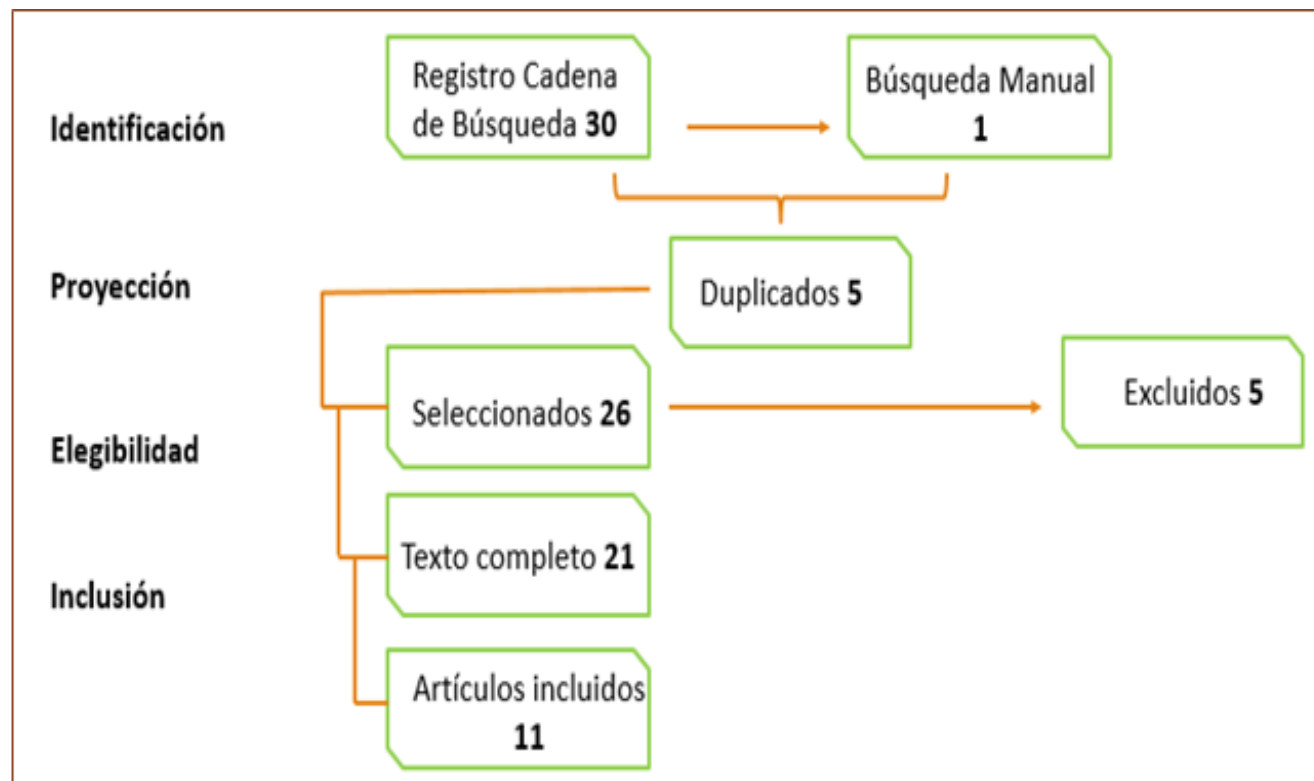 Identificación
Registro Cadena
de Búsqueda 30
Búsqueda Manual
1
Proyección
Duplicados 5
Elegibilidad
Seleccionados 26
Excluidos 5
Inclusión
Texto completo 21
Artículos incluidos
11